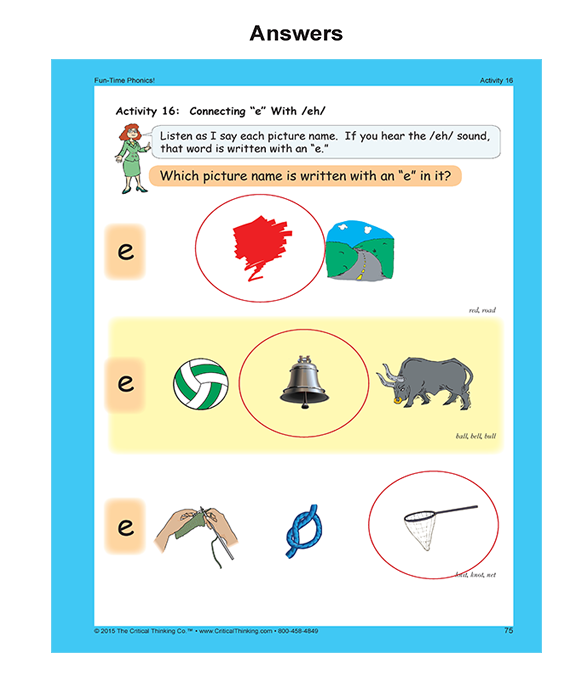 Answers
Fun-Time Phonics!
Activity 16
Activity 16: Connecting “e” With /eh/
Listen as I say each picture name. If you hear the /eh/ sound,
that word is written with an “e.”
Which picture name is written with an “e” in it?
e
red, road
e
ball, bell, bull
e
knit, knot, net
© 2015 The Critical Thinking Co.™ • www.CriticalThinking.com • 800-458-4849
75